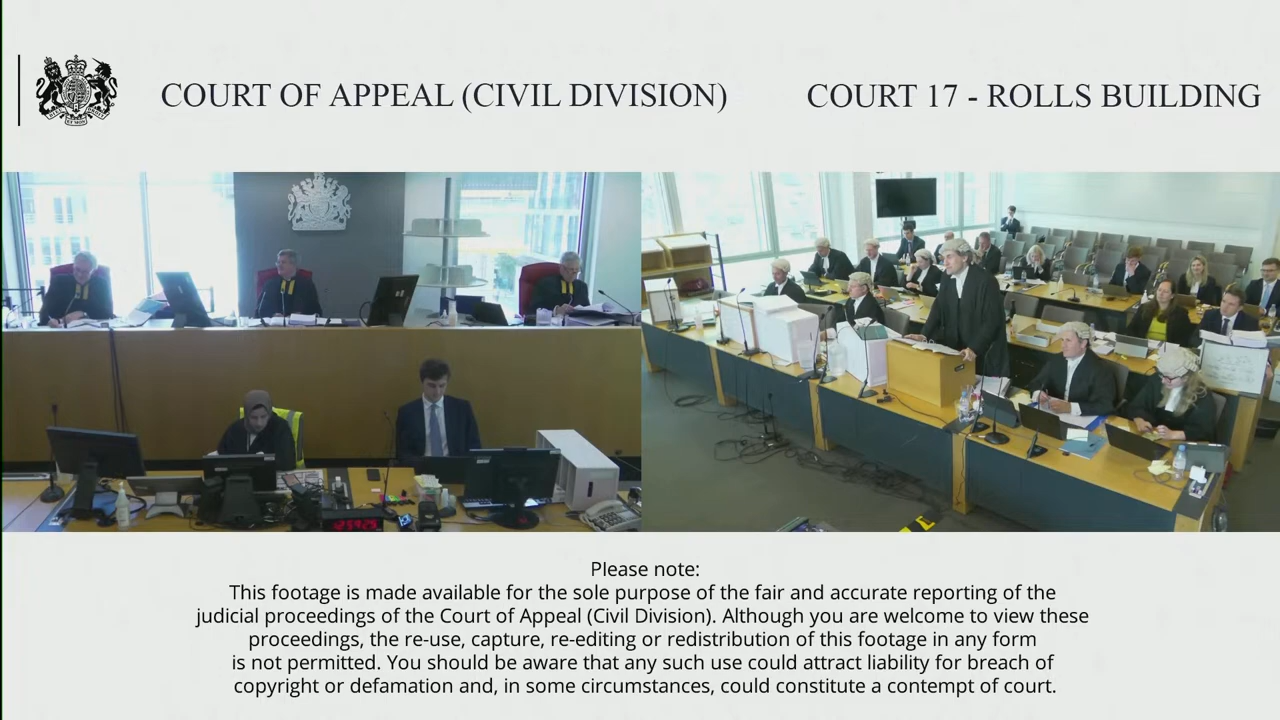 COURT OF APPEAL (CIVIL DIVISION)
COURT 17 - ROLLS BUILDING
Please note:
This footage is made available for the sole purpose of the fair and accurate reporting of the
judicial proceedings of the Court of Appeal (Civil Division). Although you are welcome to view these
proceedings, the re-use, capture, re-editing or redistribution of this footage in any form
is not permitted. You should be aware that any such use could attract liability for breach of
copyright or defamation and, in some circumstances, could constitute a contempt of court.